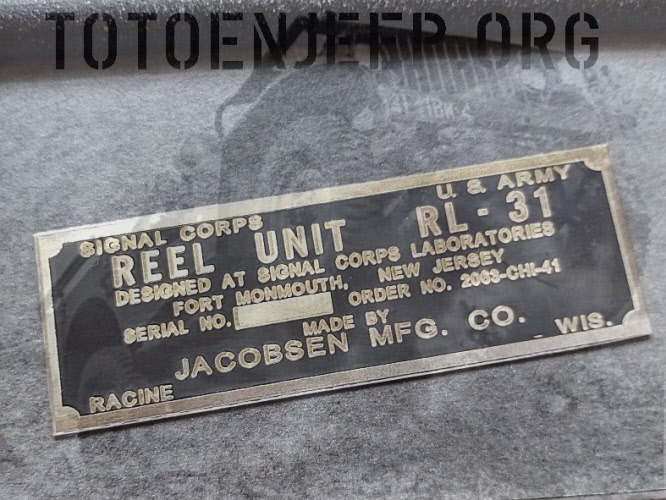 TOTOENJEEP.ORG
SIGNAL CORPS U. S. ARMY
REEL UNIT RL-31
DESIGNED AT SIGNAL CORPS LABORATORIES
FORT MONMOUTH, NEW JERSEY
SERIAL NO. ORDER NO. 2063-CHI-41
MADE BY
JACOBSEN MFG. CO.
RACINE WIS.